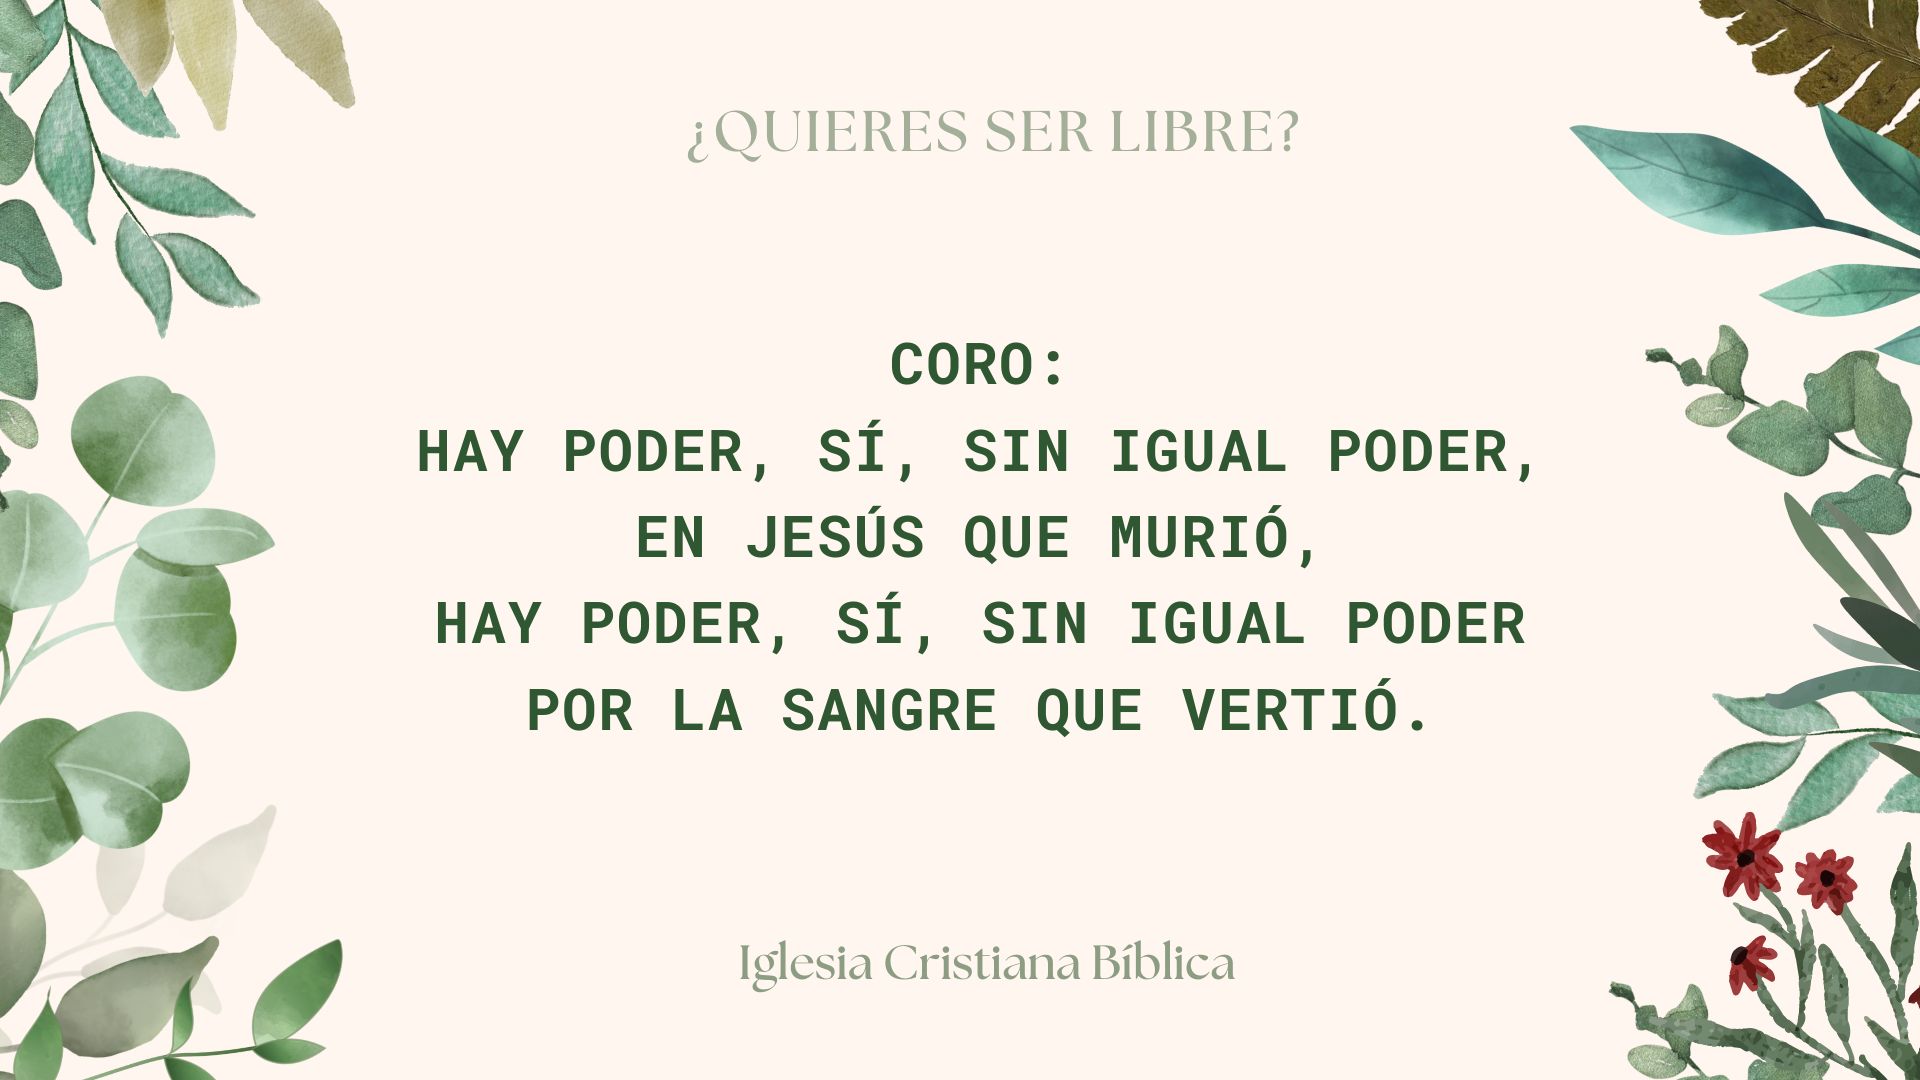 ¿QUIERES SER LIBRE?
CORO:
HAY PODER, SÍ, SIN IGUAL PODER,
EN JESÚS QUE MURIÓ,
HAY PODER, SÍ, SIN IGUAL PODER
POR LA SANGRE QUE VERTIÓ.
Iglesia Cristiana Bíblica